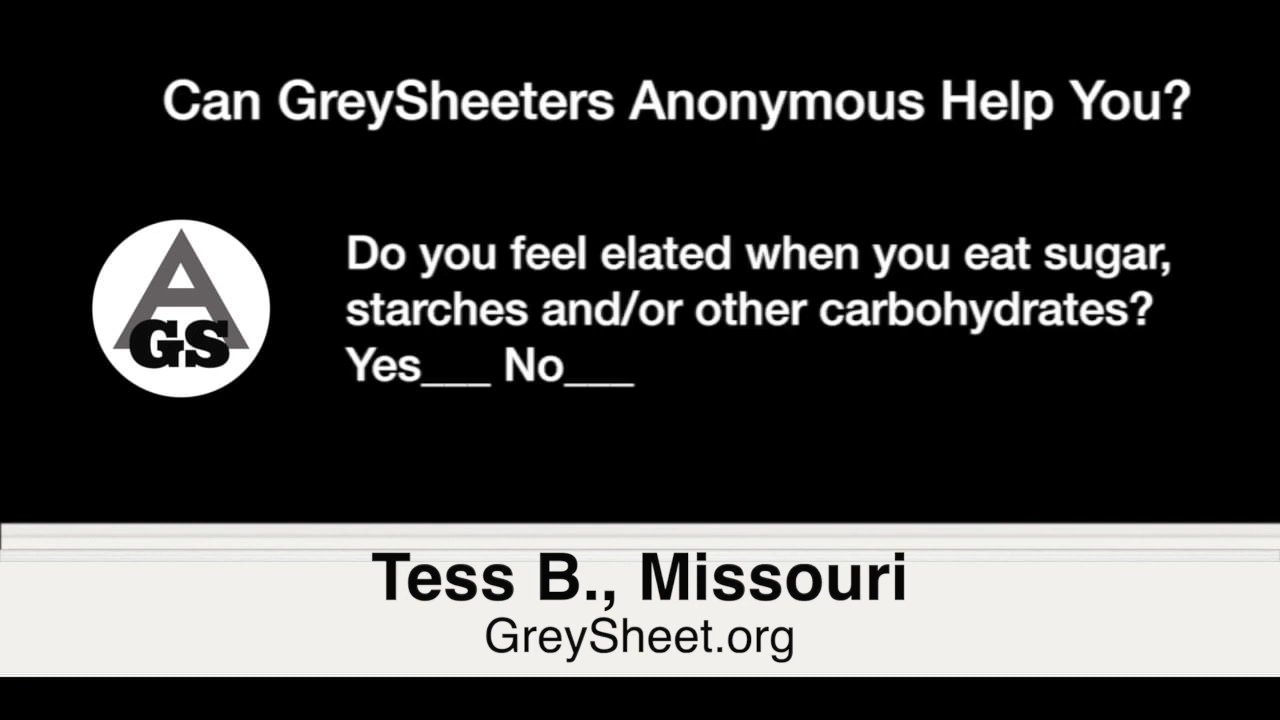 Can GreySheeters Anonymous Help You?
A
GS
Do you feel elated when you eat sugar,
starches and/or other carbohydrates?
Yes___ No___
Tess B., Missouri
GreySheet.org